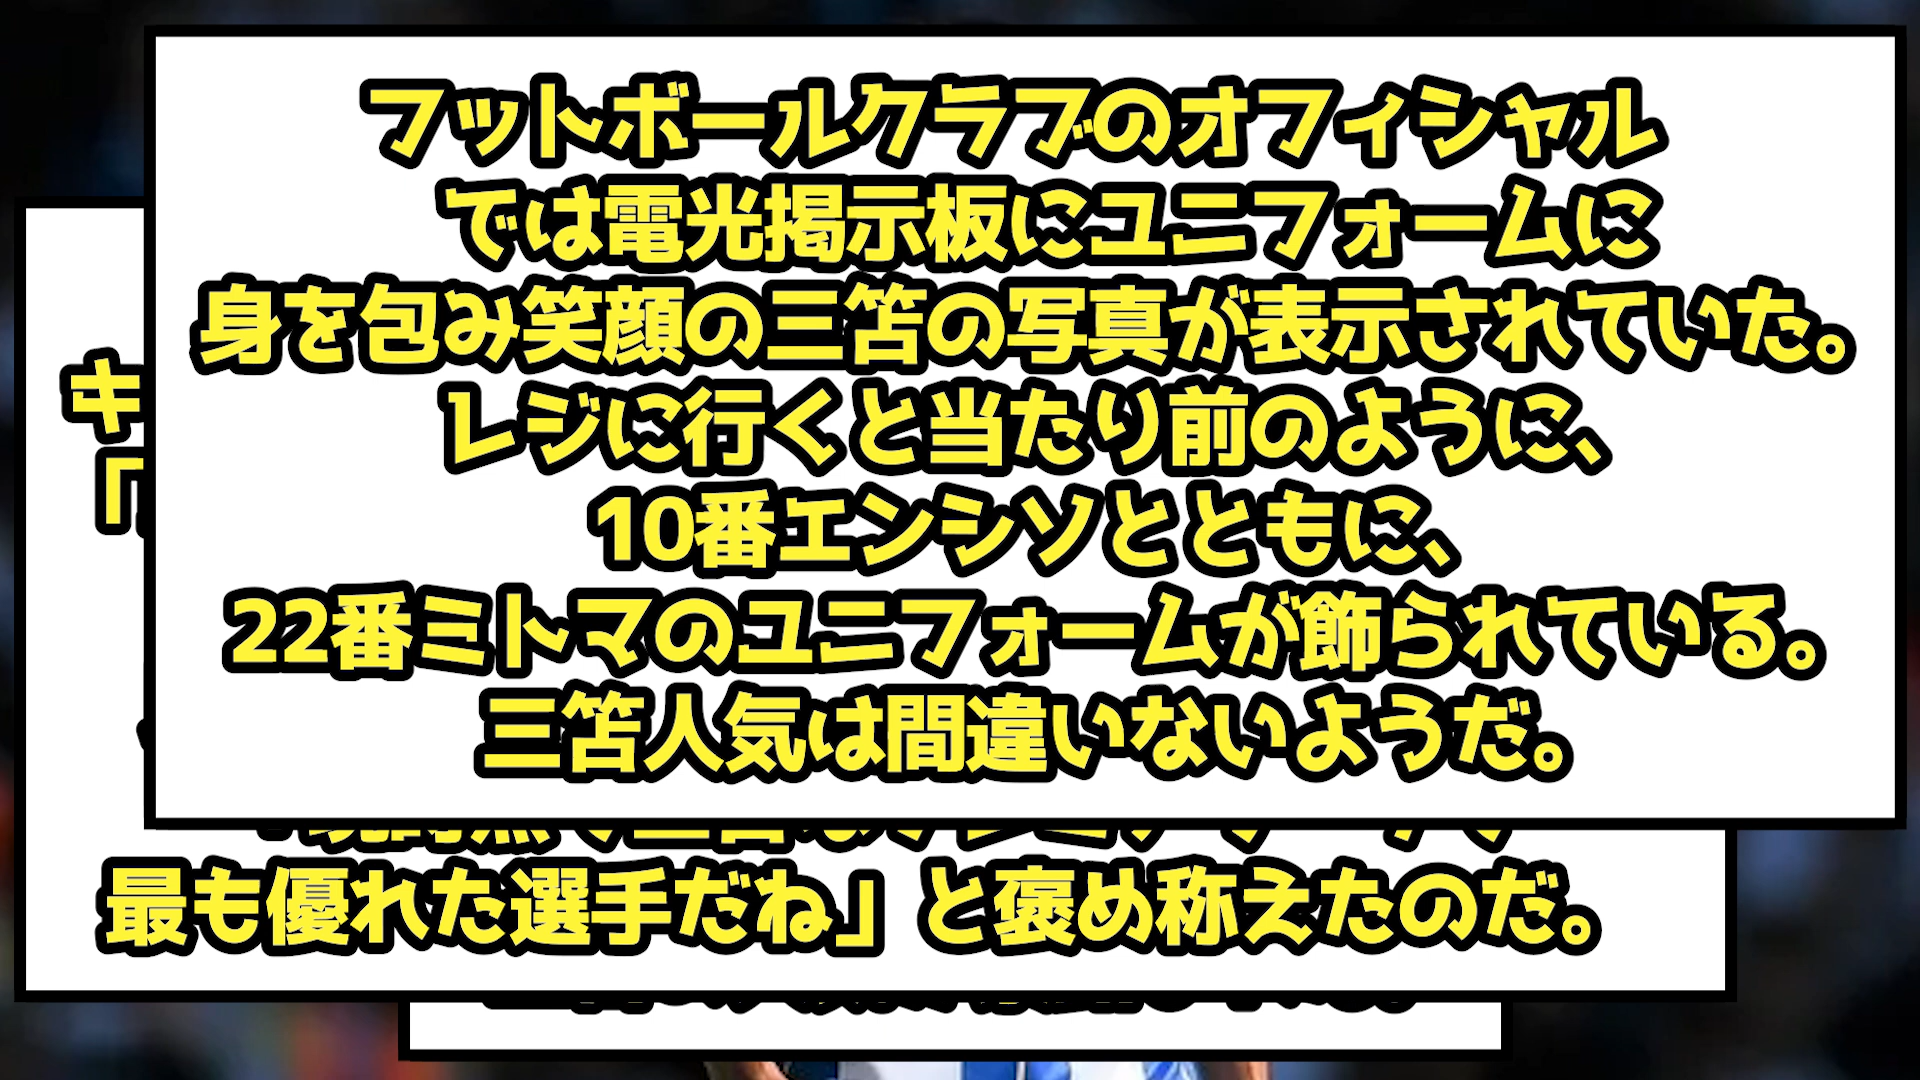 フットボールクラブのオフィシャル
では電光掲示板にユニフォームに
身を包み笑顔の三笘の写真が表示されていた。
レジに行くと当たり前のように、
10番エンシソとともに、
22番ミトマのユニフォームが飾られている。
三笘人気は間違いないようだ。
キ
「
最も優れた選手だね」と褒め称えたのだ。